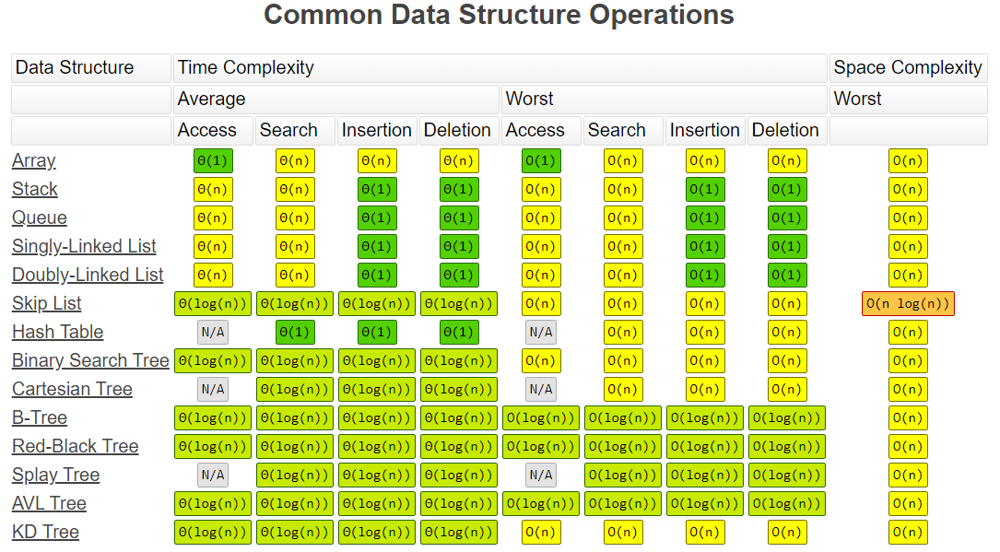 Common Data Structure Operations
Data Structure Time Complexity Space Complexity
Average Worst Worst
Access Search Insertion Deletion Access Search Insertion Deletion
Array Θ(1) Θ(n) Θ(n) Θ(n) O(1) O(n) O(n) O(n) O(n)
Stack Θ(n) Θ(n) Θ(1) Θ(1) O(n) O(n) O(1) O(1) O(n)
Queue Θ(n) Θ(n) Θ(1) Θ(1) O(n) O(n) O(1) O(1) O(n)
Singly-Linked List Θ(n) Θ(n) Θ(1) Θ(1) O(n) O(n) O(1) O(1) O(n)
Doubly-Linked List Θ(n) Θ(n) Θ(1) Θ(1) O(n) O(n) O(1) O(1) O(n)
Skip List Θ(log(n)) Θ(log(n)) Θ(log(n)) Θ(log(n)) O(n) O(n) O(n) O(n) O(n log(n))
Hash Table N/A Θ(1) Θ(1) Θ(1) N/A O(n) O(n) O(n) O(n)
Binary Search Tree Θ(log(n)) Θ(log(n)) Θ(log(n)) Θ(log(n)) O(n) O(n) O(n) O(n) O(n)
Cartesian Tree N/A Θ(log(n)) Θ(log(n)) Θ(log(n)) N/A O(n) O(n) O(n) O(n)
B-Tree Θ(log(n)) Θ(log(n)) Θ(log(n)) Θ(log(n)) O(log(n)) O(log(n)) O(log(n)) O(log(n)) O(n)
Red-Black Tree Θ(log(n)) Θ(log(n)) Θ(log(n)) Θ(log(n)) O(log(n)) O(log(n)) O(log(n)) O(log(n)) O(n)
Splay Tree N/A Θ(log(n)) Θ(log(n)) Θ(log(n)) N/A O(log(n)) O(log(n)) O(log(n)) O(n)
AVL Tree Θ(log(n)) Θ(log(n)) Θ(log(n)) Θ(log(n)) O(log(n)) O(log(n)) O(log(n)) O(log(n)) O(n)
KD Tree Θ(log(n)) Θ(log(n)) Θ(log(n)) Θ(log(n)) O(n) O(n) O(n) O(n) O(n)